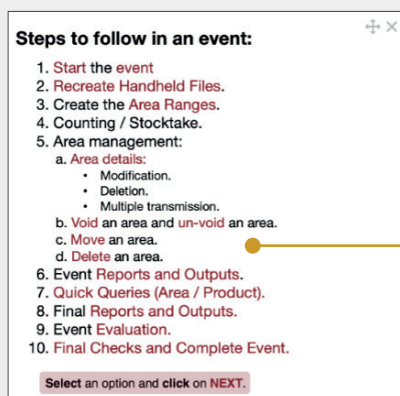 Steps to follow in an event:
1. Start the event
2. Recreate Handheld Files.
3. Create the Area Ranges.
4. Counting / Stocktake.
5. Area management:
a. Area details:
• Modification.
• Deletion.
• Multiple transmission.
b. Void an area and un-void an area.
c. Move an area.
d. Delete an area.
6. Event Reports and Outputs.
7. Quick Queries (Area / Product).
8. Final Reports and Outputs.
9. Event Evaluation.
10. Final Checks and Complete Event.
Select an option and click on NEXT.